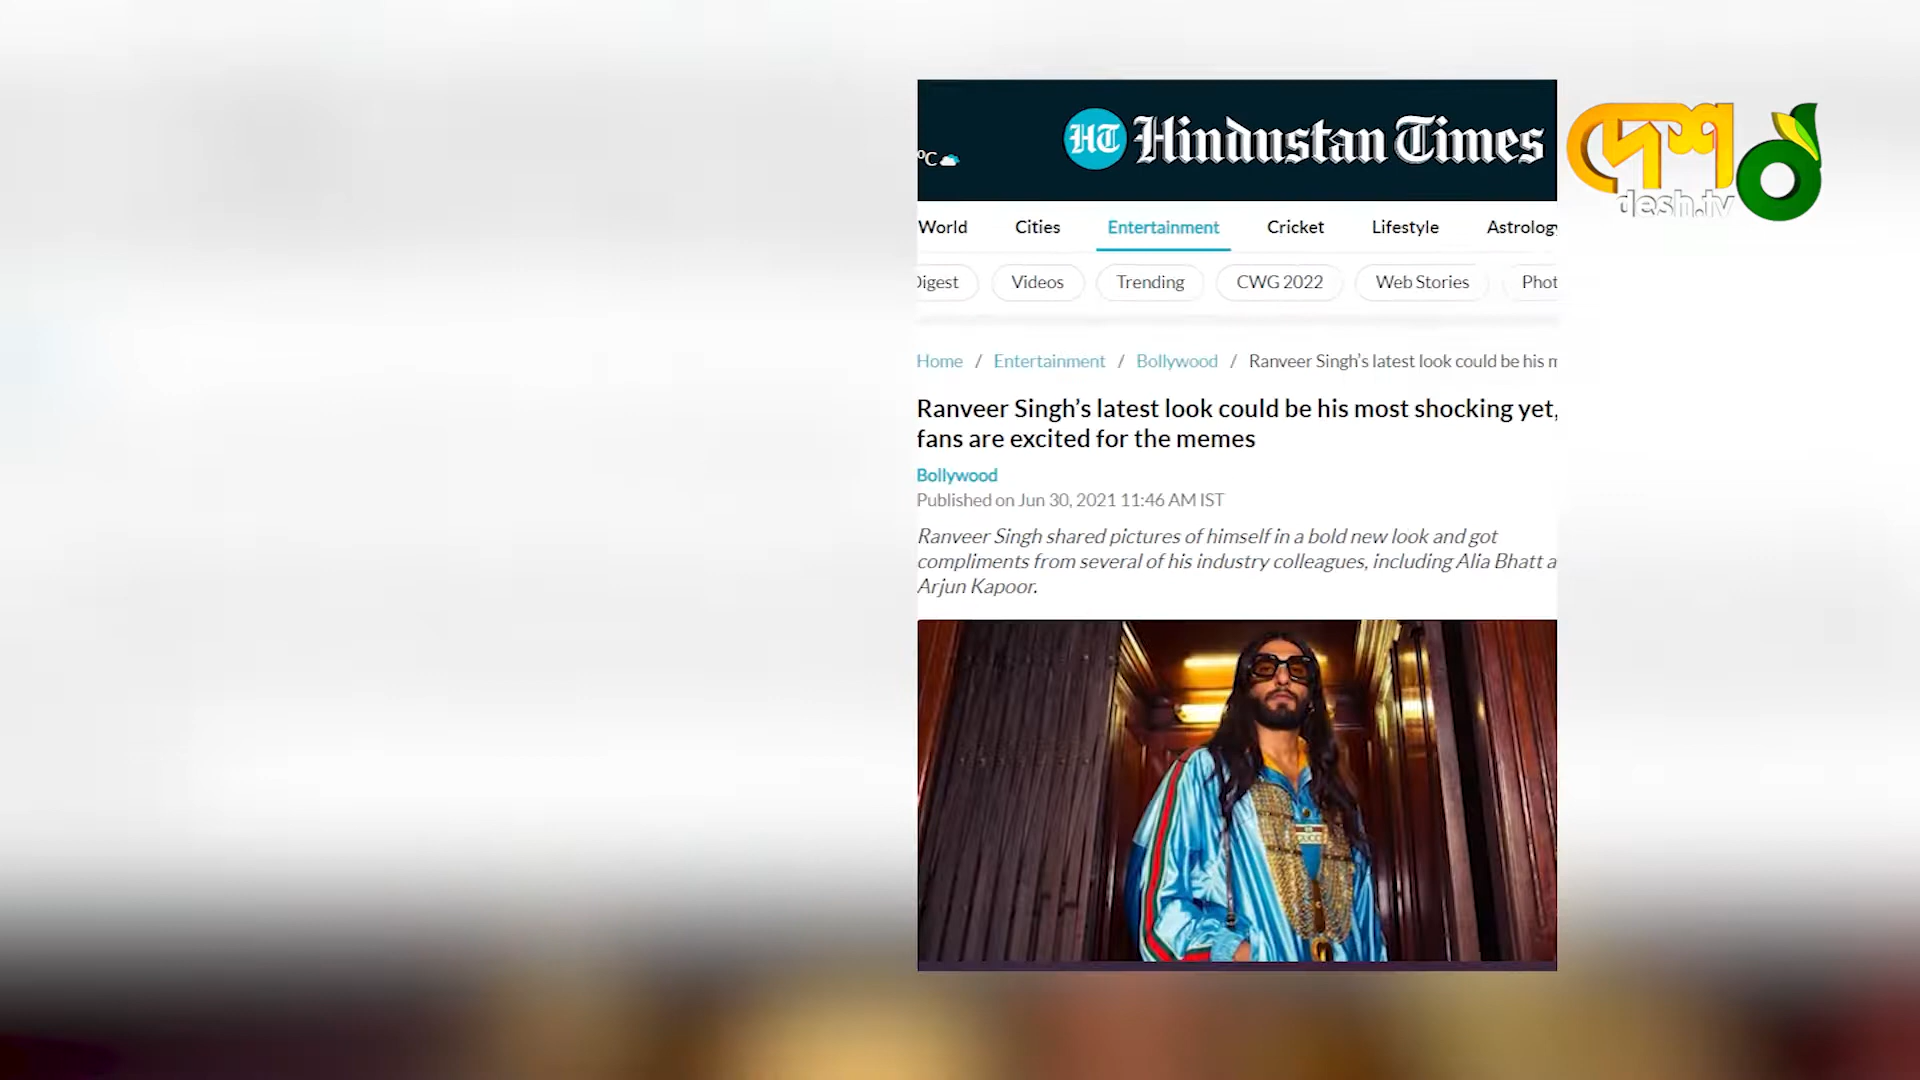 HT Hindustan Times
°C
World Cities Entertainment Cricket Lifestyle Astrology
Digest Videos Trending CWG 2022 Web Stories Phot
Home / Entertainment / Bollywood / Ranveer Singh's latest look could be his m
Ranveer Singh's latest look could be his most shocking yet,
fans are excited for the memes
Bollywood
Published on Jun 30, 2021 11:46 AM IST
Ranveer Singh shared pictures of himself in a bold new look and got
compliments from several of his industry colleagues, including Alia Bhatt a
Arjun Kapoor.
GUCCI
দেশ
desh.tv